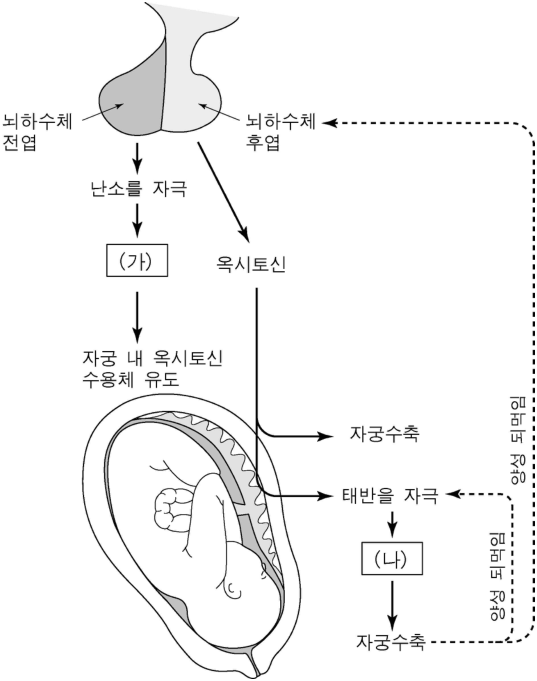 뇌하수체
전엽
뇌하수체
후엽
난소를 자극
(가)
옥시토신
자궁 내 옥시토신
수용체 유도
자궁수축
태반을 자극
(나)
자궁수축
양성 되먹임
양성 되먹임